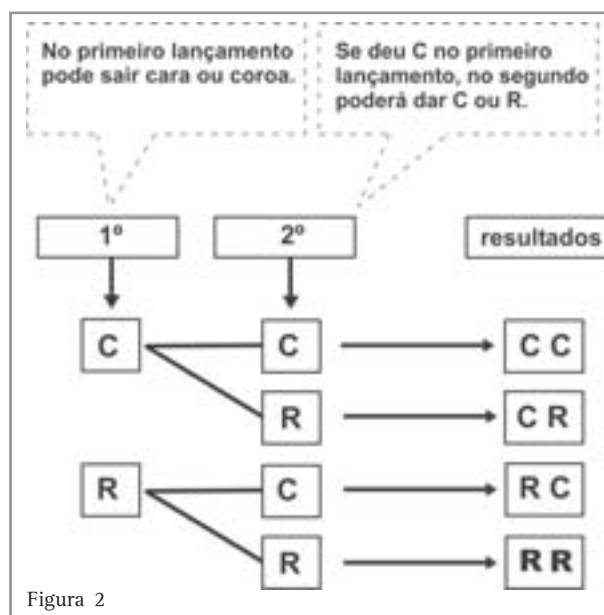 No primeiro lançamento
pode sair cara ou coroa.
Se deu C no primeiro
lançamento, no segundo
poderá dar C ou R.
1º
2º
resultados
C
C
C C
R
C R
R
C
R C
R
R R
Figura 2